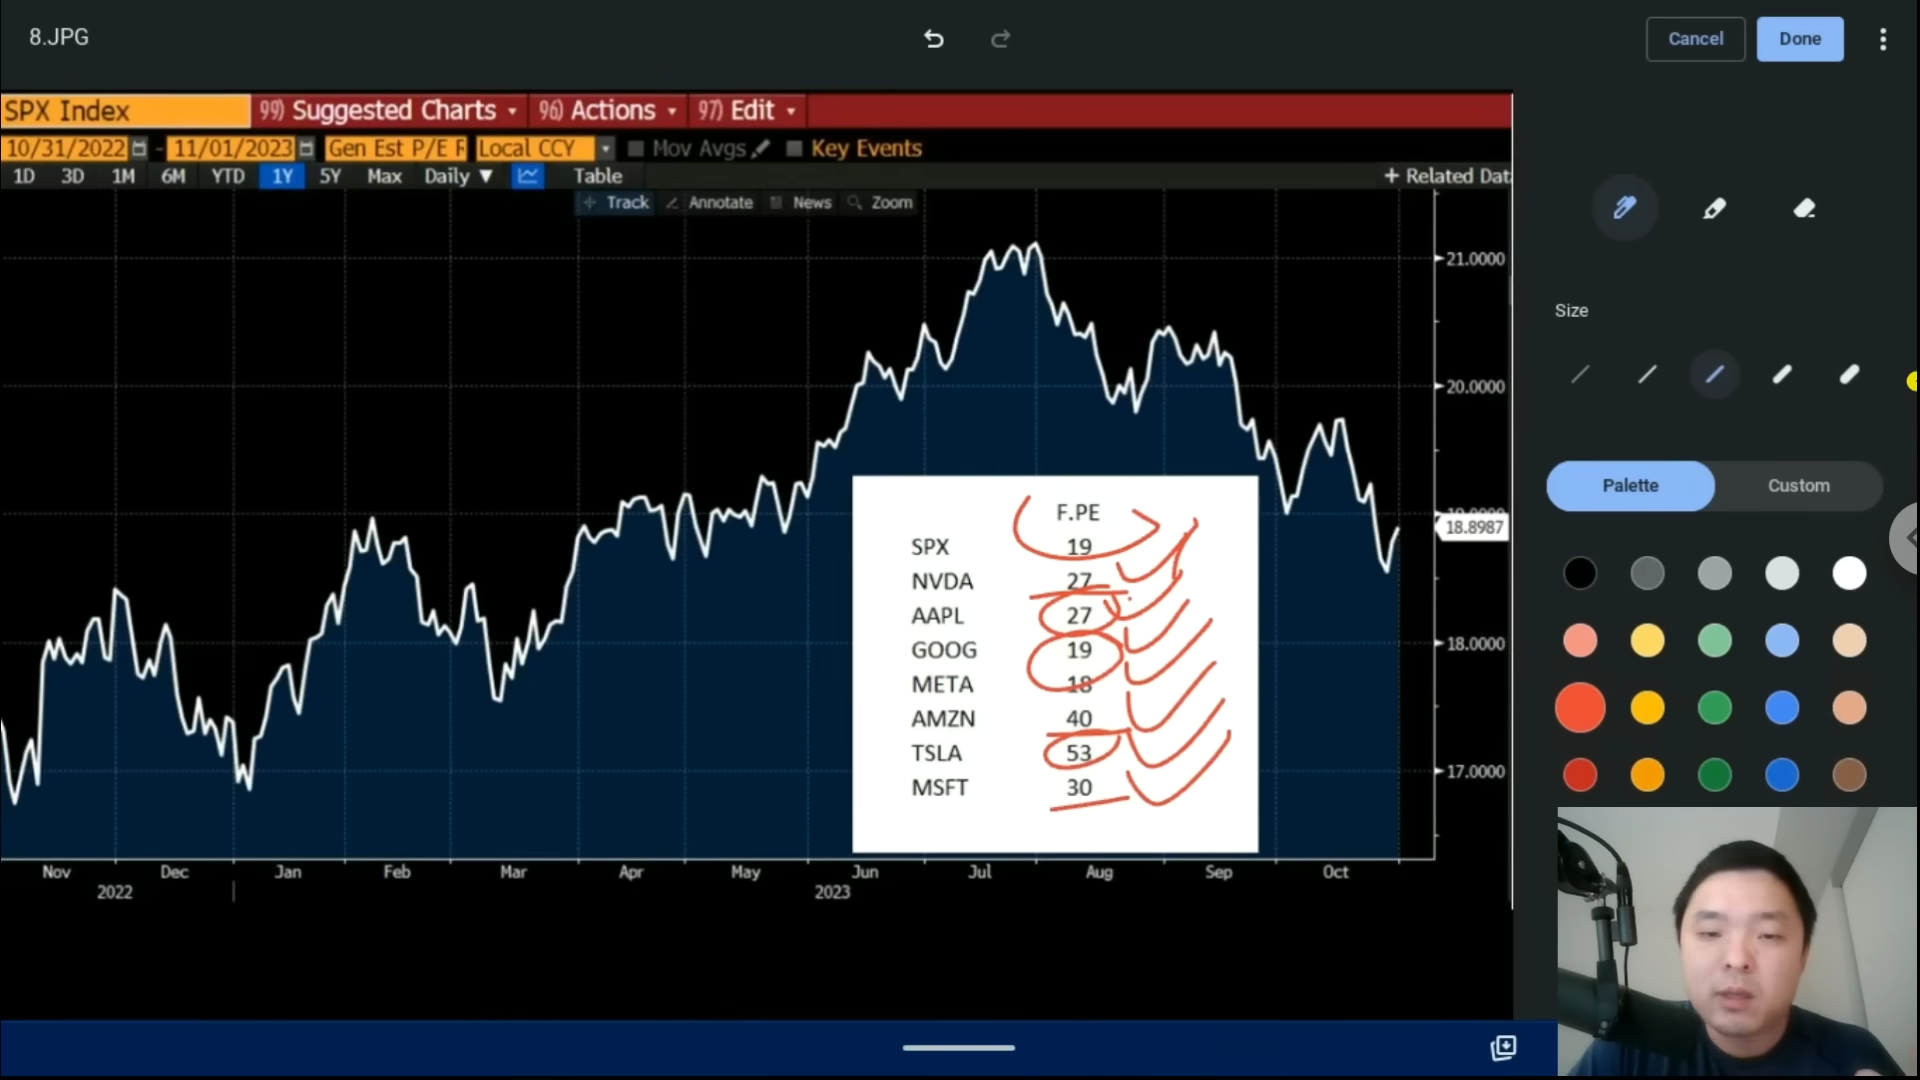 8.JPG
Cancel
Done
SPX Index
99) Suggested Charts
96) Actions
97) Edit
10/31/2022 - 11/01/2023 Gen Est P/E R Local CCY Mov Avgs Key Events
1D 3D 1M 6M YTD 1Y 5Y Max Daily ▼ Table + Related Dat
Track Annotate News Zoom
21.0000
20.0000
19.0000
18.8987
18.0000
17.0000
F.PE
SPX 19
NVDA 27
AAPL 27
GOOG 19
META 18
AMZN 40
TSLA 53
MSFT 30
Nov Dec Jan Feb Mar Apr May Jun Jul Aug Sep Oct
2022 2023
Size
Palette
Custom